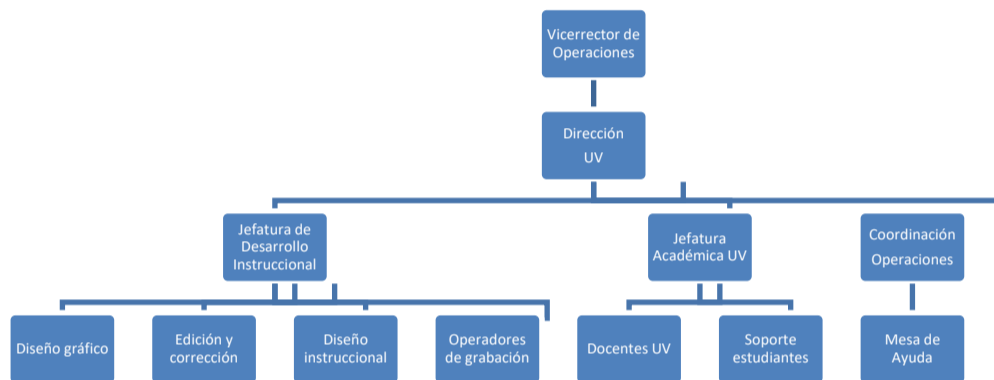 Vicerrector de
Operaciones
Dirección
UV
Jefatura de
Desarrollo
Instruccional
Jefatura
Académica UV
Coordinación
Operaciones
Diseño gráfico
Edición y
corrección
Diseño
instruccional
Operadores
de grabación
Docentes UV
Soporte
estudiantes
Mesa de
Ayuda